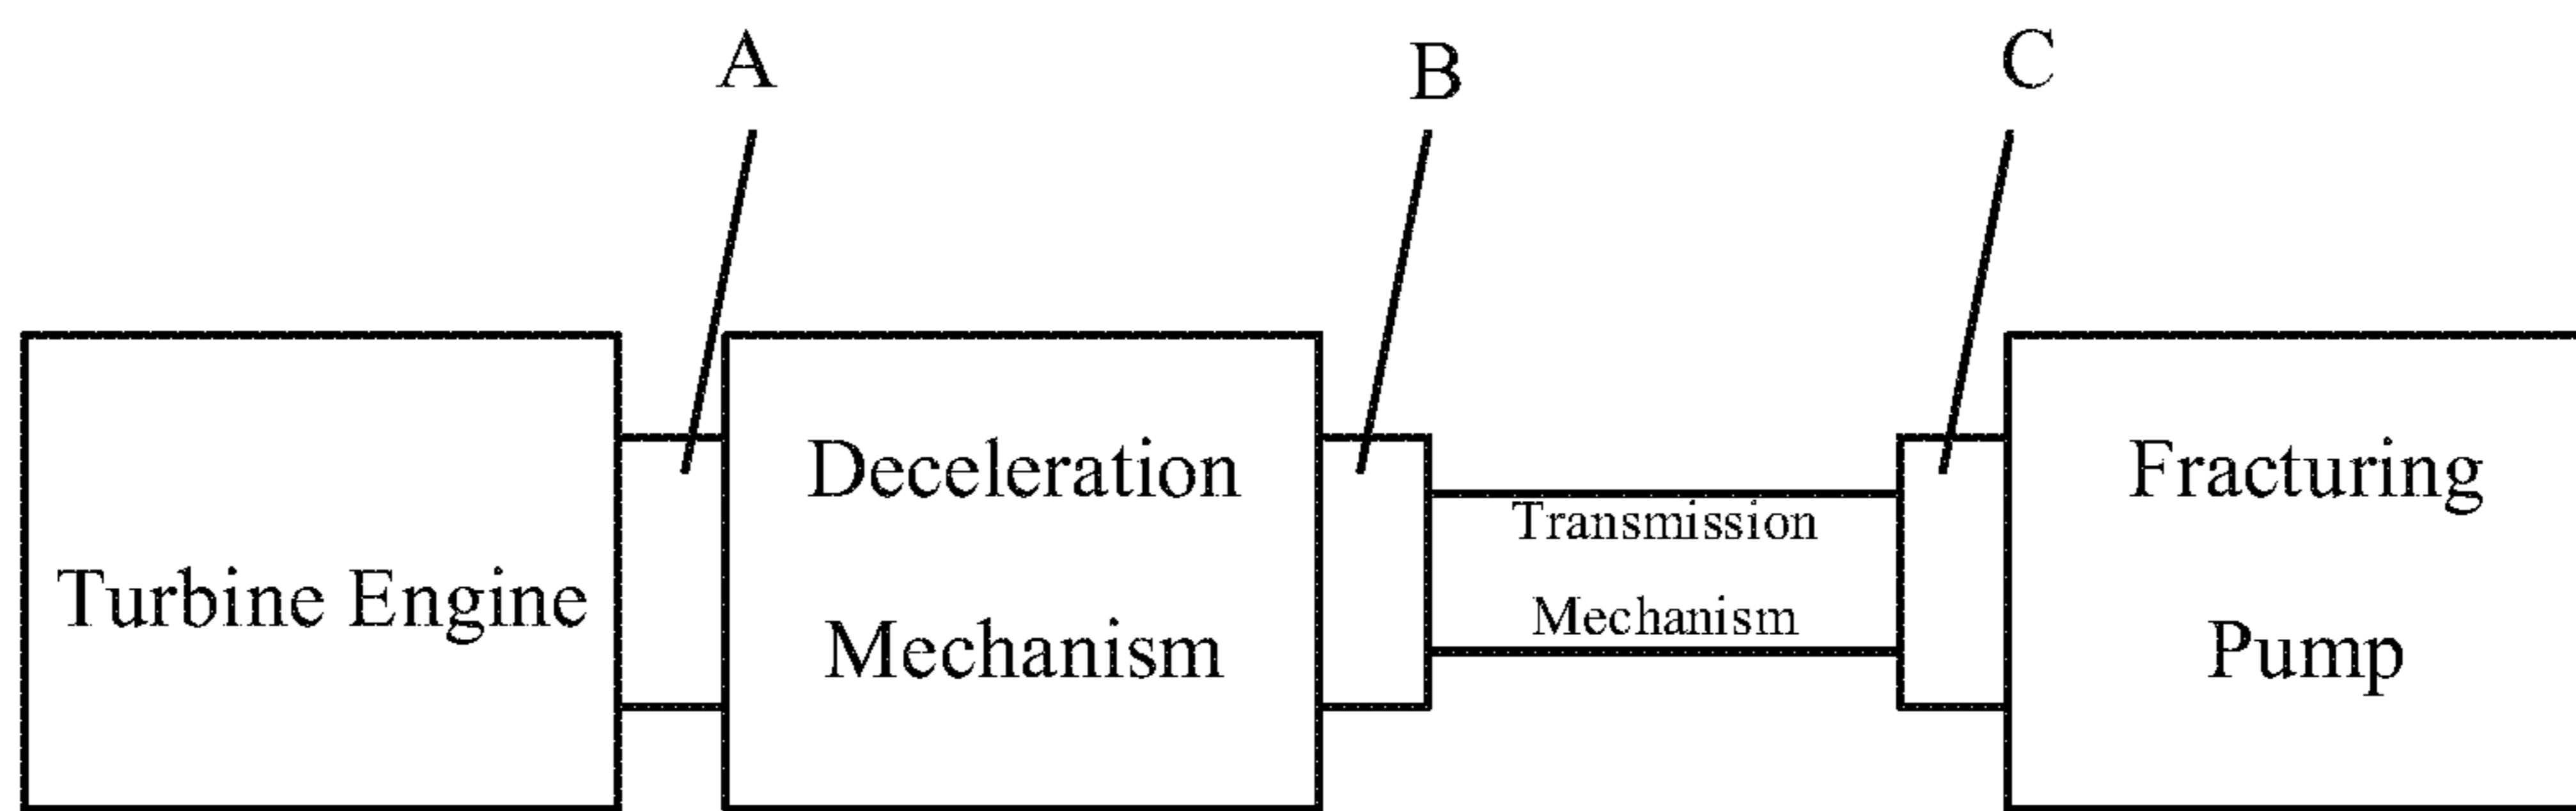 A
B
C
Turbine Engine
Deceleration
Mechanism
Transmission
Mechanism
Fracturing
Pump